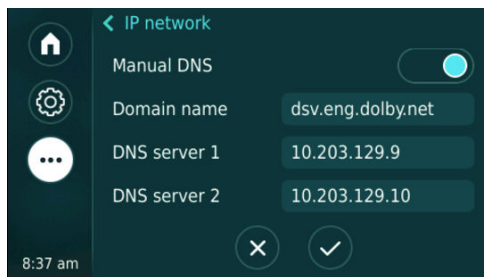 IP network
Manual DNS
Domain name dsv.eng.dolby.net
DNS server 1 10.203.129.9
DNS server 2 10.203.129.10
8:37 am